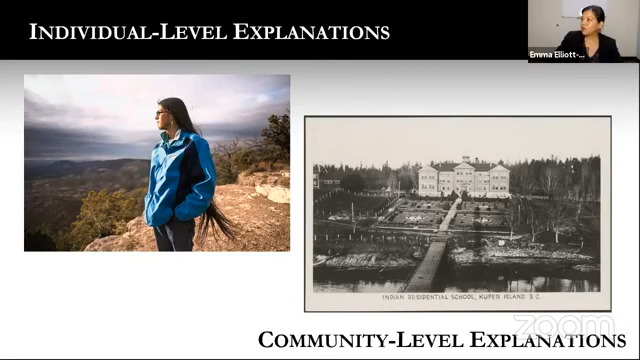 INDIVIDUAL-LEVEL EXPLANATIONS
Emma Elliott-...
INDIAN RESIDENTIAL SCHOOL, KUPER ISLAND. B.C.
zoom
COMMUNITY-LEVEL EXPLANATIONS